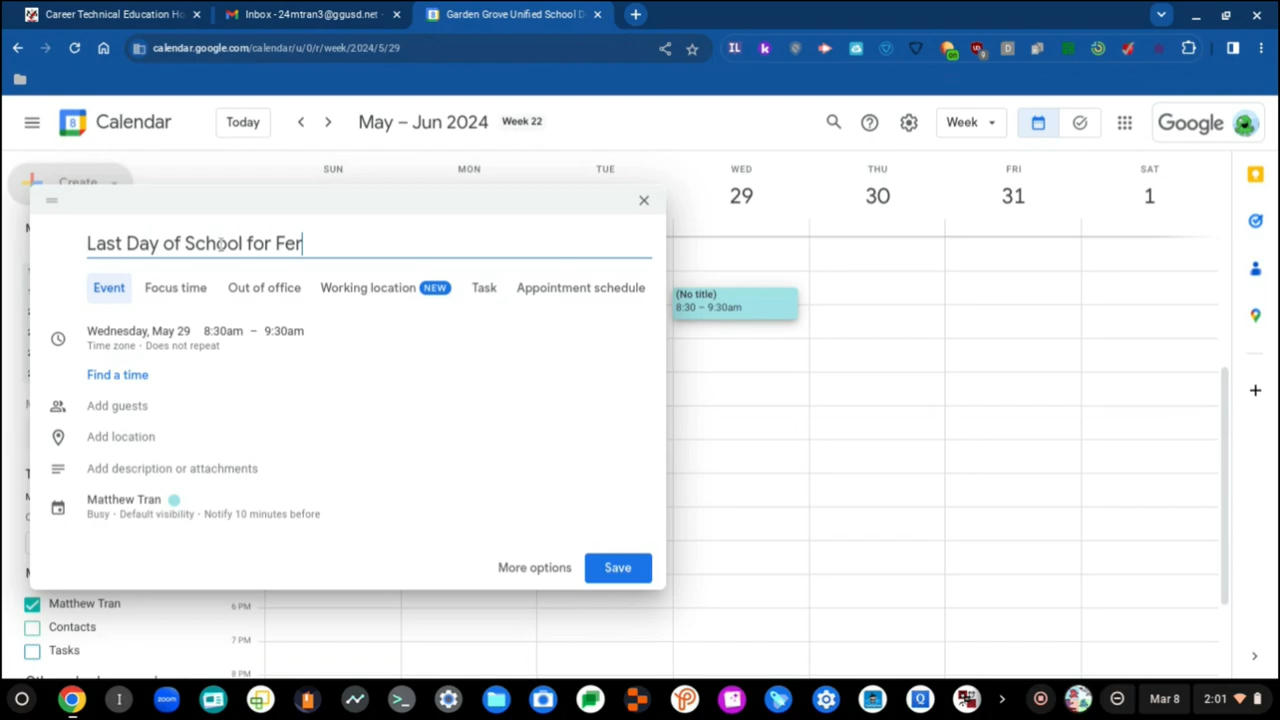 Career Technical Education Ho
Inbox - 24mtran3@ggusd.net -
Garden Grove Unified School D
calendar.google.com/calendar/u/0/r/week/2024/5/29
Calendar
Today
May – Jun 2024
Week 22
Week
Google
Create
SUN
MON
TUE
WED
THU
FRI
SAT
29
30
31
1
Last Day of School for Fer
Event
Focus time
Out of office
Working location
NEW
Task
Appointment schedule
(No title)
8:30 – 9:30am
Wednesday, May 29 8:30am – 9:30am
Time zone · Does not repeat
Find a time
Add guests
Add location
Add description or attachments
Matthew Tran
Busy · Default visibility · Notify 10 minutes before
More options
Save
Matthew Tran
Contacts
Tasks
6 PM
7 PM
8 PM
zoom
Mar 8
2:01